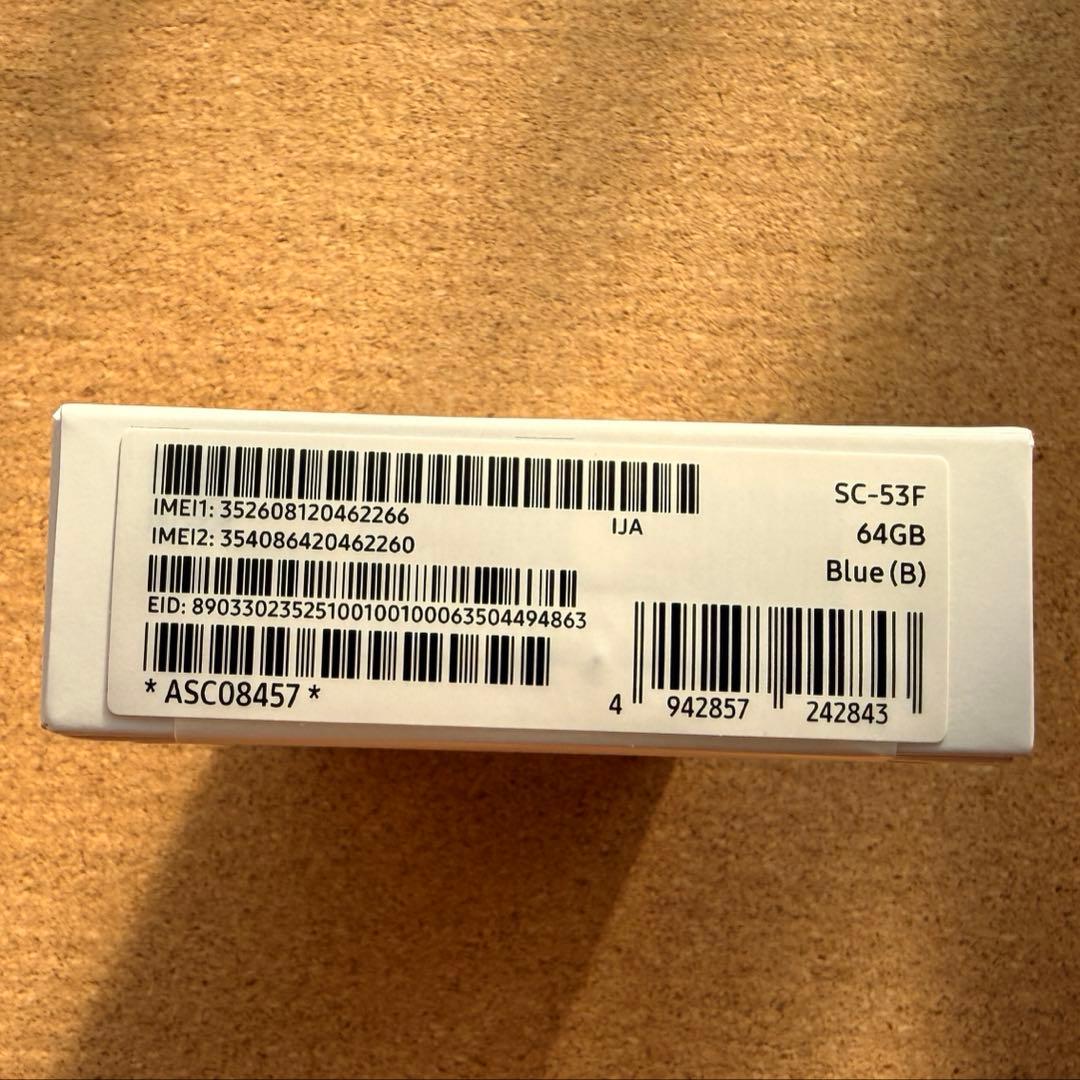 IMEI1: 352608120462266
IJA
IMEI2: 354086420462260
EID: 89033023525100100100063504494863
* ASC08457 *
SC-53F
64GB
Blue (B)
4 942857 242843